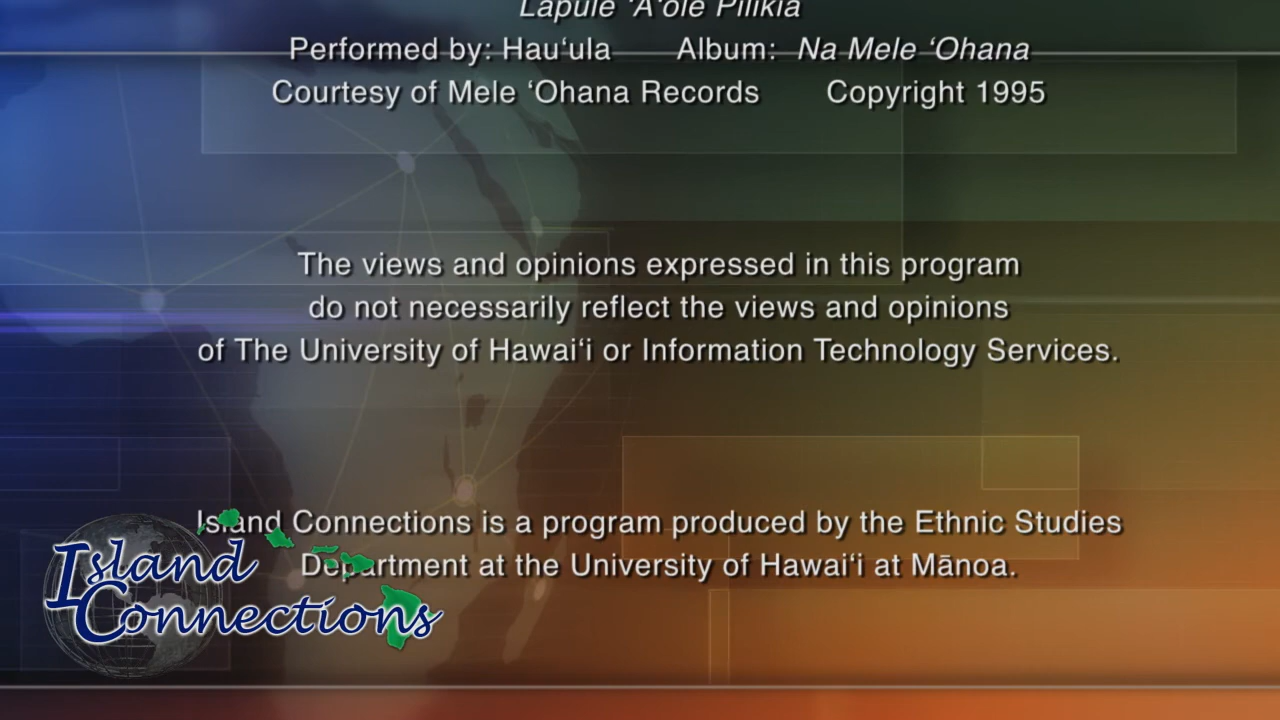 Lāpule ʻAʻole Pilikia
Performed by: Hauʻula Album: Na Mele ʻOhana
Courtesy of Mele ʻOhana Records Copyright 1995
The views and opinions expressed in this program
do not necessarily reflect the views and opinions
of The University of Hawaiʻi or Information Technology Services.
Island Connections is a program produced by the Ethnic Studies
Department at the University of Hawaiʻi at Mānoa.
Island
Connections